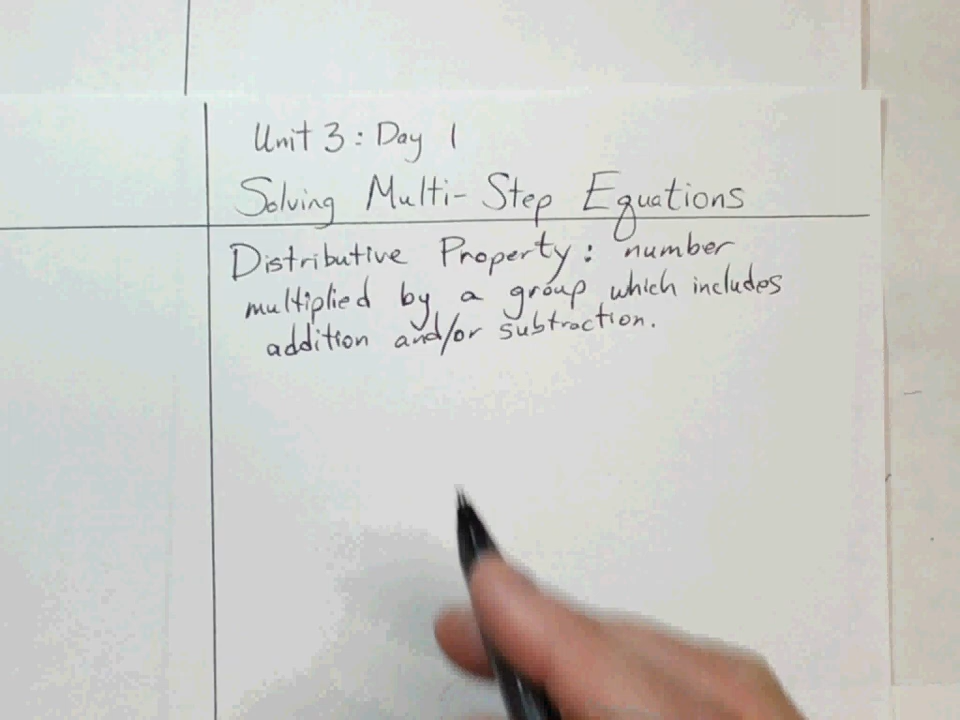 Unit 3: Day 1
Solving Multi-Step Equations
Distributive Property: number
multiplied by a group which includes
addition and/or subtraction.